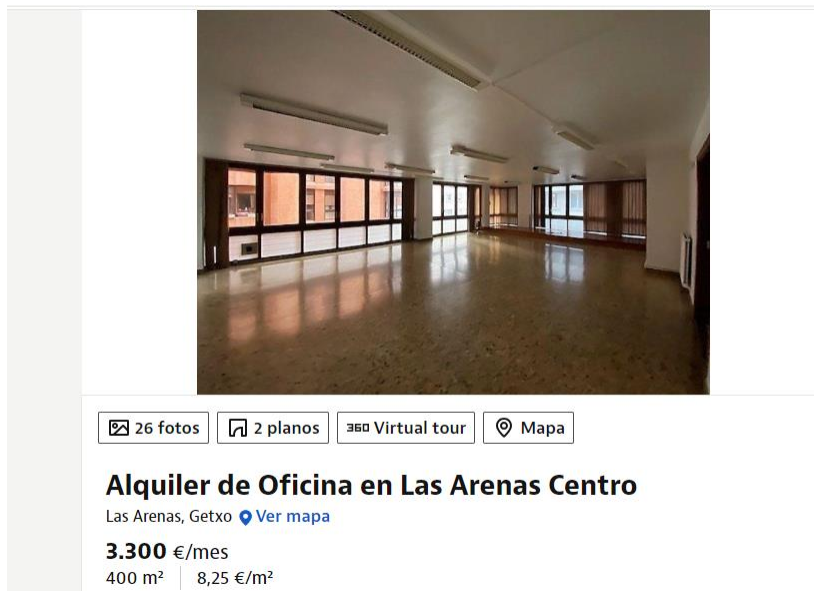 26 fotos
2 planos
360 Virtual tour
Mapa
Alquiler de Oficina en Las Arenas Centro
Las Arenas, Getxo Ver mapa
3.300 €/mes
400 m² 8,25 €/m²